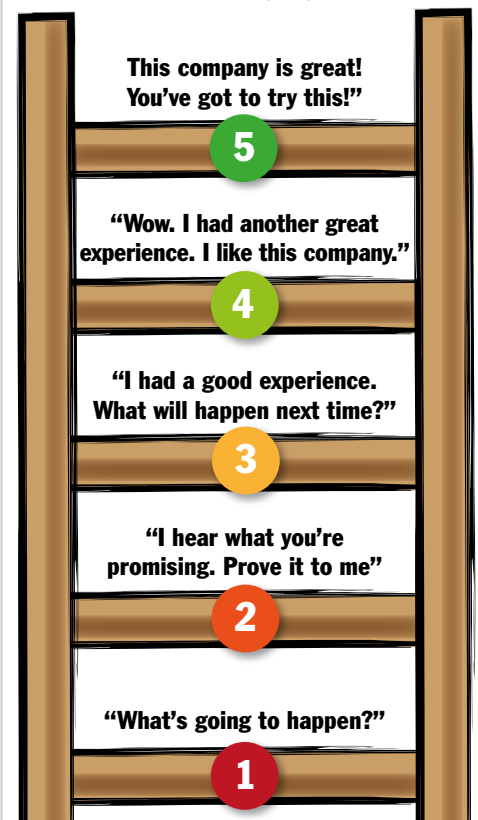 This company is great!
You’ve got to try this!”
5
“Wow. I had another great
experience. I like this company.”
4
“I had a good experience.
What will happen next time?”
3
“I hear what you’re
promising. Prove it to me”
2
“What’s going to happen?”
1